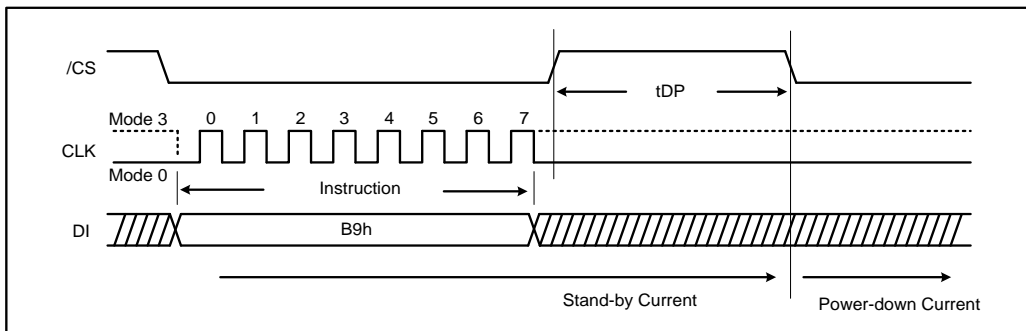 /CS
tDP
Mode 3
0 1 2 3 4 5 6 7
CLK
Mode 0
Instruction
DI
B9h
Stand-by Current
Power-down Current